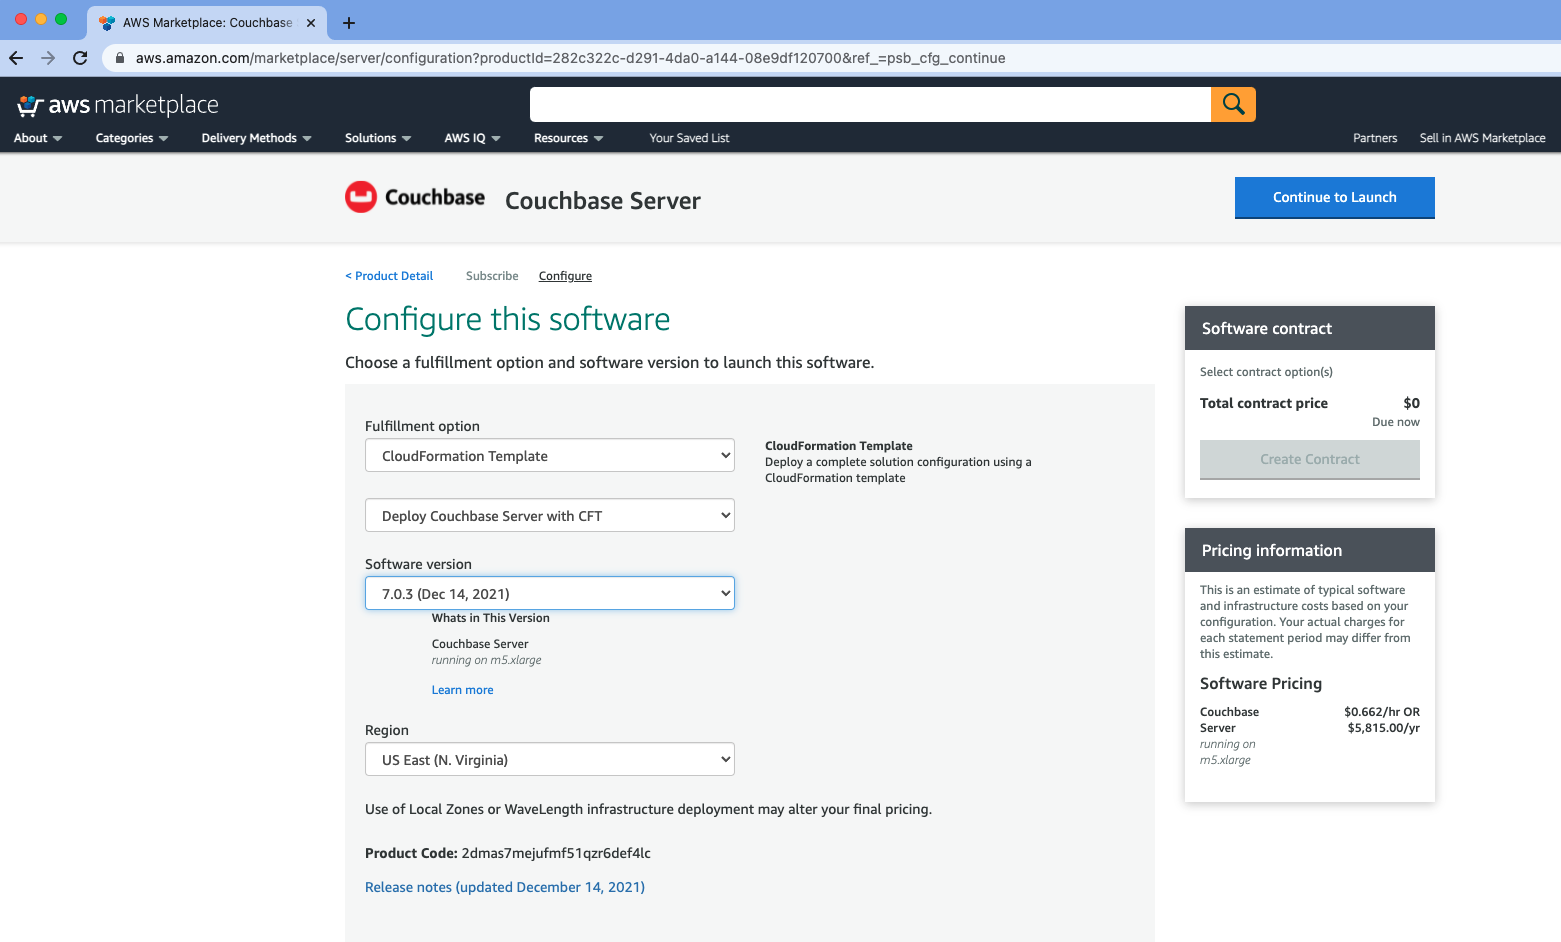 AWS Marketplace: Couchbase
aws.amazon.com/marketplace/server/configuration?productId=282c322c-d291-4da0-a144-08e9df120700&ref_=psb_cfg_continue
aws marketplace
About Categories Delivery Methods Solutions AWS IQ Resources Your Saved List Partners Sell in AWS Marketplace
Couchbase Couchbase Server Continue to Launch
< Product Detail Subscribe Configure
Configure this software
Choose a fulfillment option and software version to launch this software.
Fulfillment option
CloudFormation Template
CloudFormation Template
Deploy a complete solution configuration using a
CloudFormation template
Deploy Couchbase Server with CFT
Software version
7.0.3 (Dec 14, 2021)
Whats in This Version
Couchbase Server
running on m5.xlarge
Learn more
Region
US East (N. Virginia)
Use of Local Zones or WaveLength infrastructure deployment may alter your final pricing.
Product Code: 2dmas7mejufmf51qzr6def4lc
Release notes (updated December 14, 2021)
Software contract
Select contract option(s)
Total contract price $0
Due now
Create Contract
Pricing information
This is an estimate of typical software
and infrastructure costs based on your
configuration. Your actual charges for
each statement period may differ from
this estimate.
Software Pricing
Couchbase $0.662/hr OR
Server $5,815.00/yr
running on
m5.xlarge